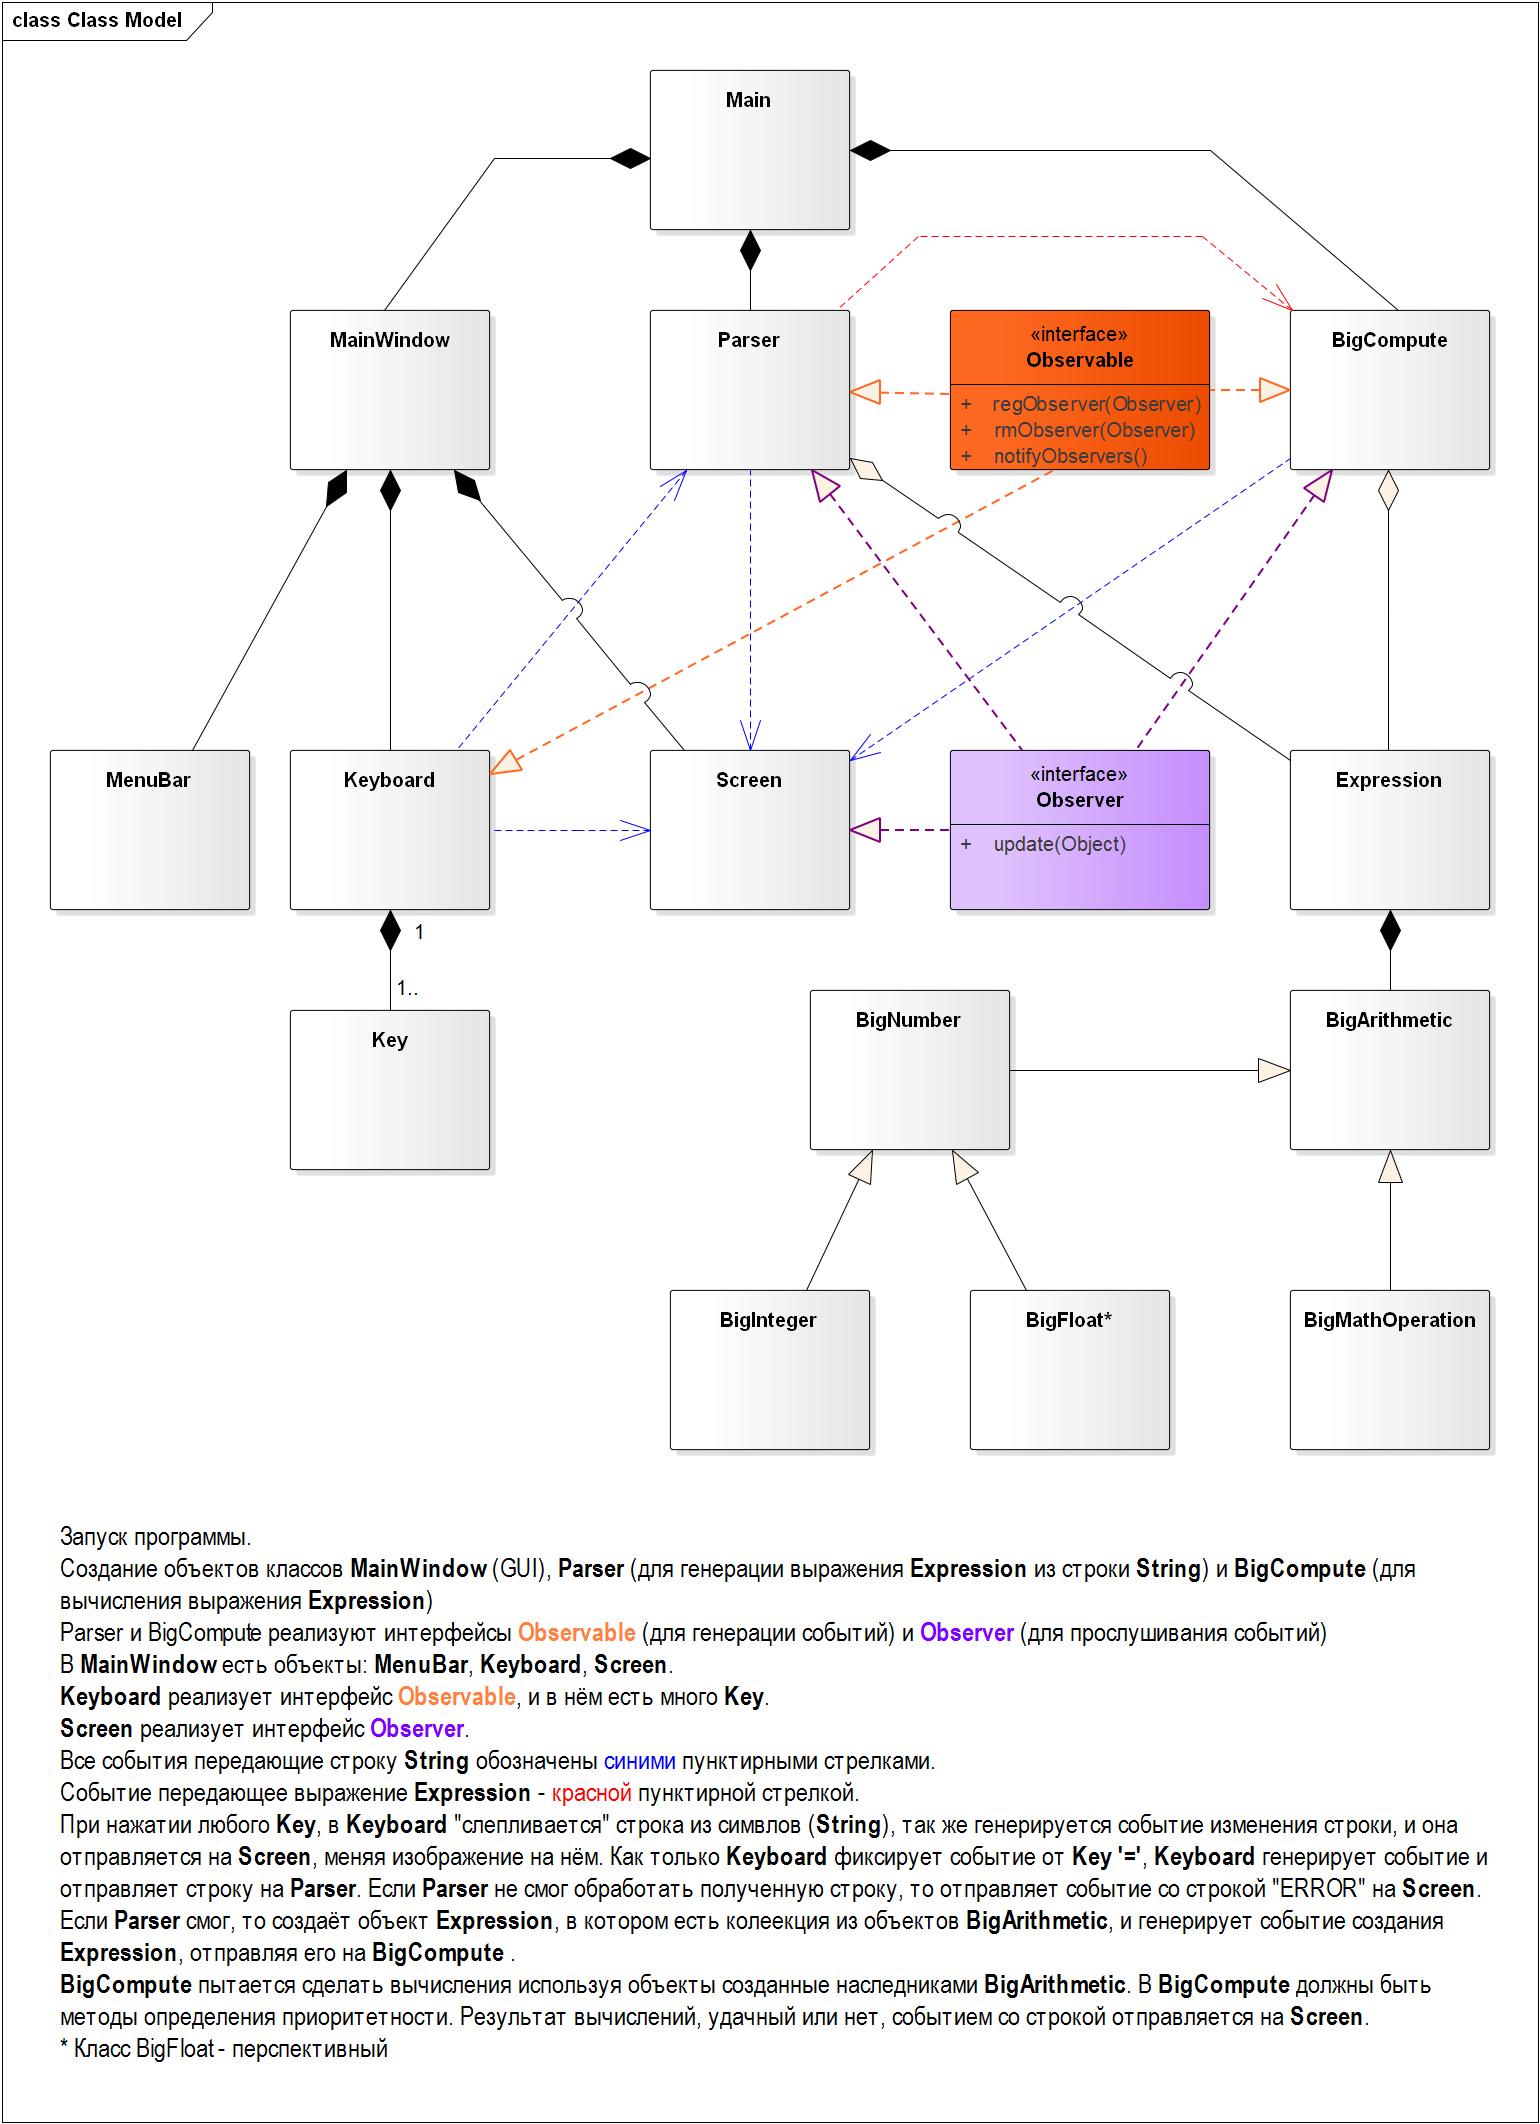 class Class Model
Main
MainWindow
Parser
«interface»
Observable
+ regObserver(Observer)
+ rmObserver(Observer)
+ notifyObservers()
BigCompute
MenuBar
Keyboard
Screen
«interface»
Observer
+ update(Object)
Expression
1
1..
Key
BigNumber
BigArithmetic
BigInteger
BigFloat*
BigMathOperation
Запуск программы.
Создание объектов классов MainWindow (GUI), Parser (для генерации выражения Expression из строки String) и BigCompute (для
вычисления выражения Expression)
Parser и BigCompute реализуют интерфейсы Observable (для генерации событий) и Observer (для прослушивания событий)
В MainWindow есть объекты: MenuBar, Keyboard, Screen.
Keyboard реализует интерфейс Observable, и в нём есть много Key.
Screen реализует интерфейс Observer.
Все события передающие строку String обозначены синими пунктирными стрелками.
Событие передающее выражение Expression - красной пунктирной стрелкой.
При нажатии любого Key, в Keyboard "слепливается" строка из симвлов (String), так же генерируется событие изменения строки, и она
отправляется на Screen, меняя изображение на нём. Как только Keyboard фиксирует событие от Key '=', Keyboard генерирует событие и
отправляет строку на Parser. Если Parser не смог обработать полученную строку, то отправляет событие со строкой "ERROR" на Screen.
Если Parser смог, то создаёт объект Expression, в котором есть колеекция из объектов BigArithmetic, и генерирует событие создания
Expression, отправляя его на BigCompute .
BigCompute пытается сделать вычисления используя объекты созданные наследниками BigArithmetic. В BigCompute должны быть
методы определения приоритетности. Результат вычислений, удачный или нет, событием со строкой отправляется на Screen.
* Класс BigFloat - перспективный